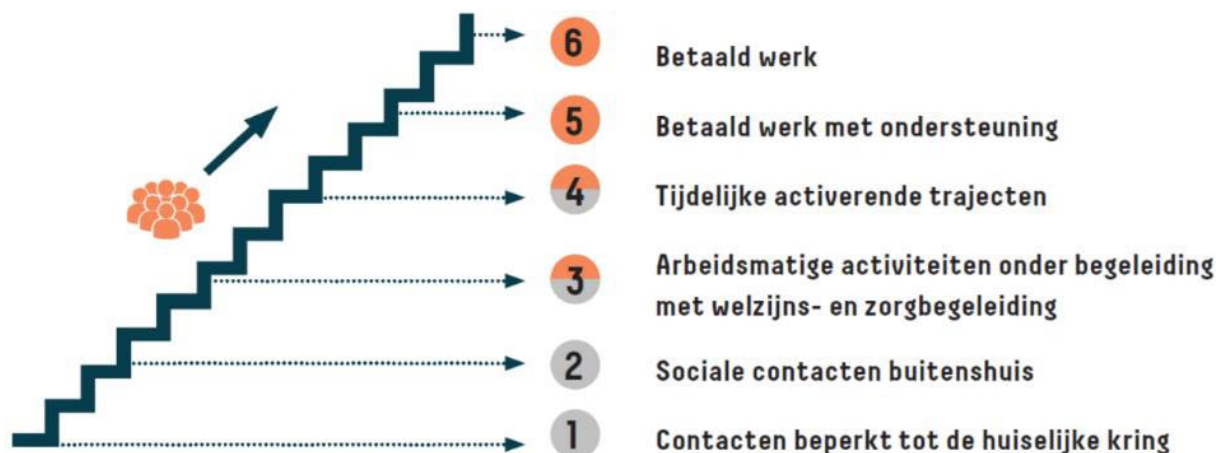 6 Betaald werk
5 Betaald werk met ondersteuning
4 Tijdelijke activerende trajecten
3 Arbeidsmatige activiteiten onder begeleiding
met welzijns- en zorgbegeleiding
2 Sociale contacten buitenshuis
1 Contacten beperkt tot de huiselijke kring